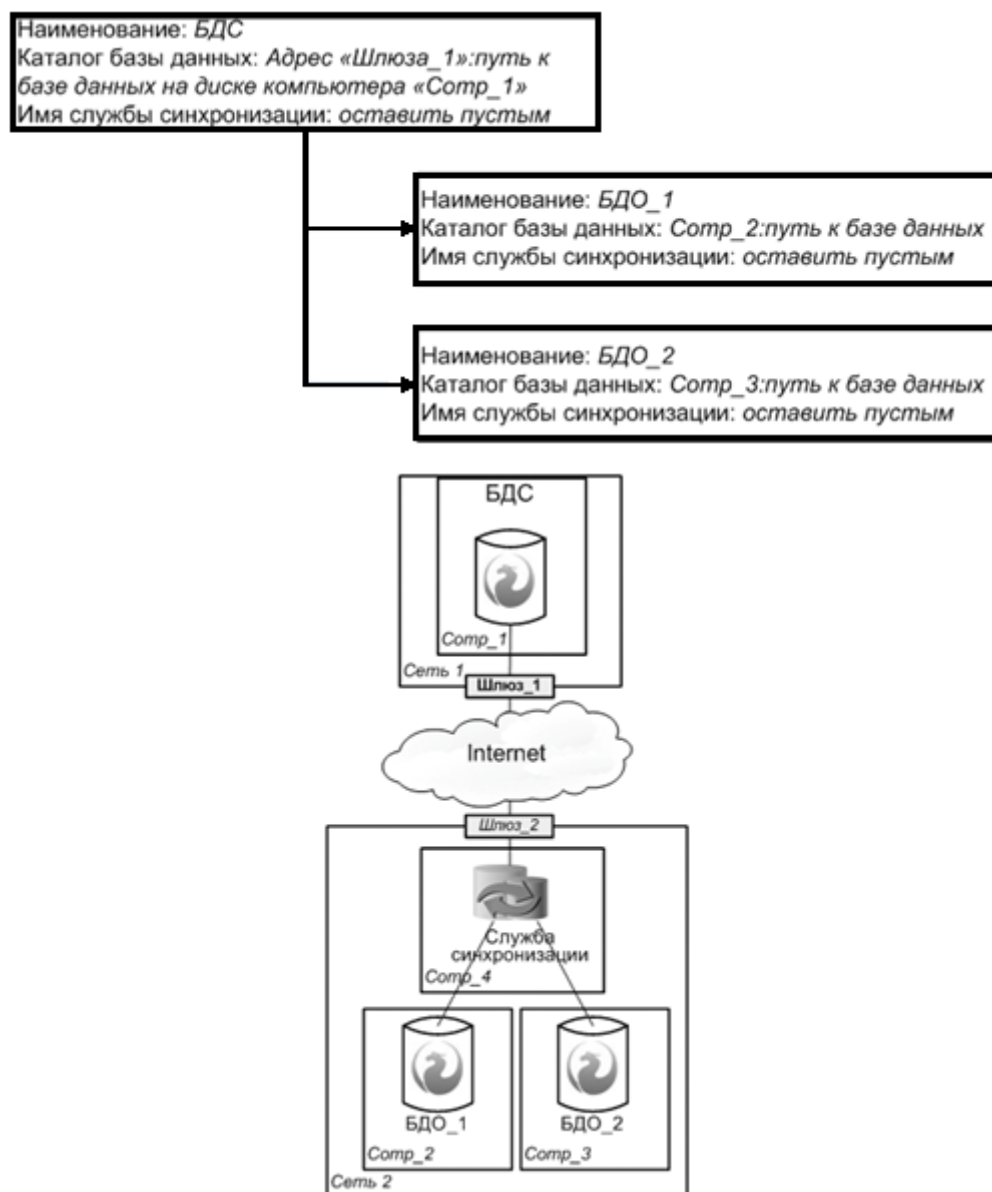 Наименование: БДС
Каталог базы данных: Адрес «Шлюза_1»:путь к
базе данных на диске компьютера «Comp_1»
Имя службы синхронизации: оставить пустым
Наименование: БДО_1
Каталог базы данных: Comp_2:путь к базе данных
Имя службы синхронизации: оставить пустым
Наименование: БДО_2
Каталог базы данных: Comp_3:путь к базе данных
Имя службы синхронизации: оставить пустым
БДС
Comp_1
Сеть 1
Шлюз_1
Internet
Шлюз_2
Служба
синхронизации
Comp_4
БДО_1
Comp_2
БДО_2
Comp_3
Сеть 2